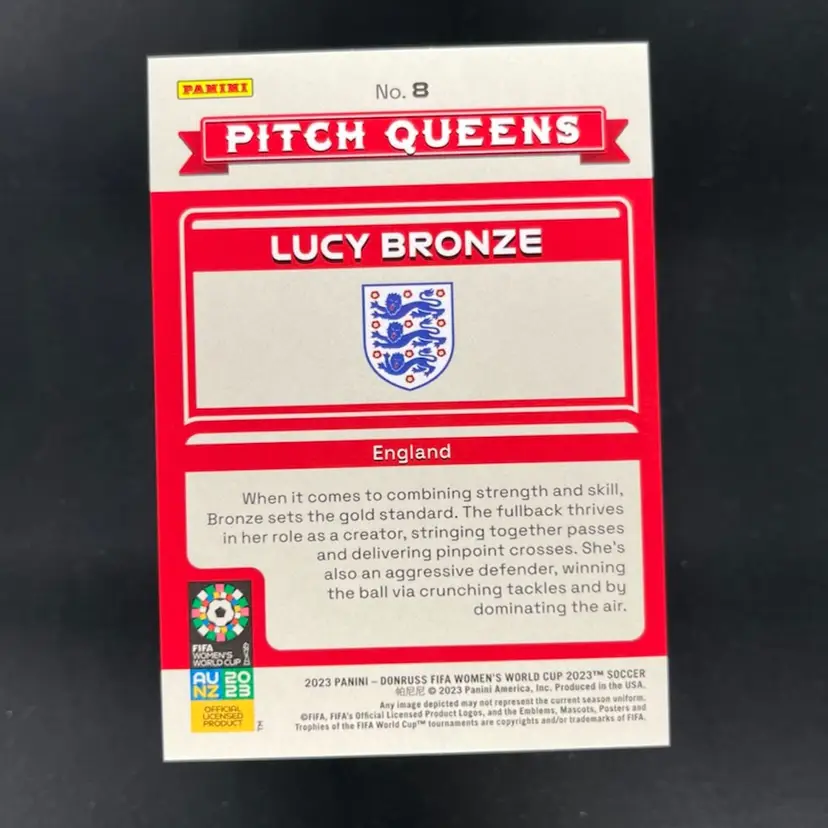 PANINI
No. 8
PITCH QUEENS
LUCY BRONZE
England
When it comes to combining strength and skill,
Bronze sets the gold standard. The fullback thrives
in her role as a creator, stringing together passes
and delivering pinpoint crosses. She's
also an aggressive defender, winning
the ball via crunching tackles and by
dominating the air.
FIFA
WOMEN'S
WORLD CUP
AU 20
NZ 23
OFFICIAL
LICENSED
PRODUCT
2023 PANINI – DONRUSS FIFA WOMEN'S WORLD CUP 2023™ SOCCER
帕尼尼 © 2023 Panini America, Inc. Produced in the USA.
Any image depicted may not represent the current season uniform.
©FIFA, FIFA's Official Licensed Product Logos, and the Emblems, Mascots, Posters and
Trophies of the FIFA World Cup™ tournaments are copyrights and/or trademarks of FIFA.